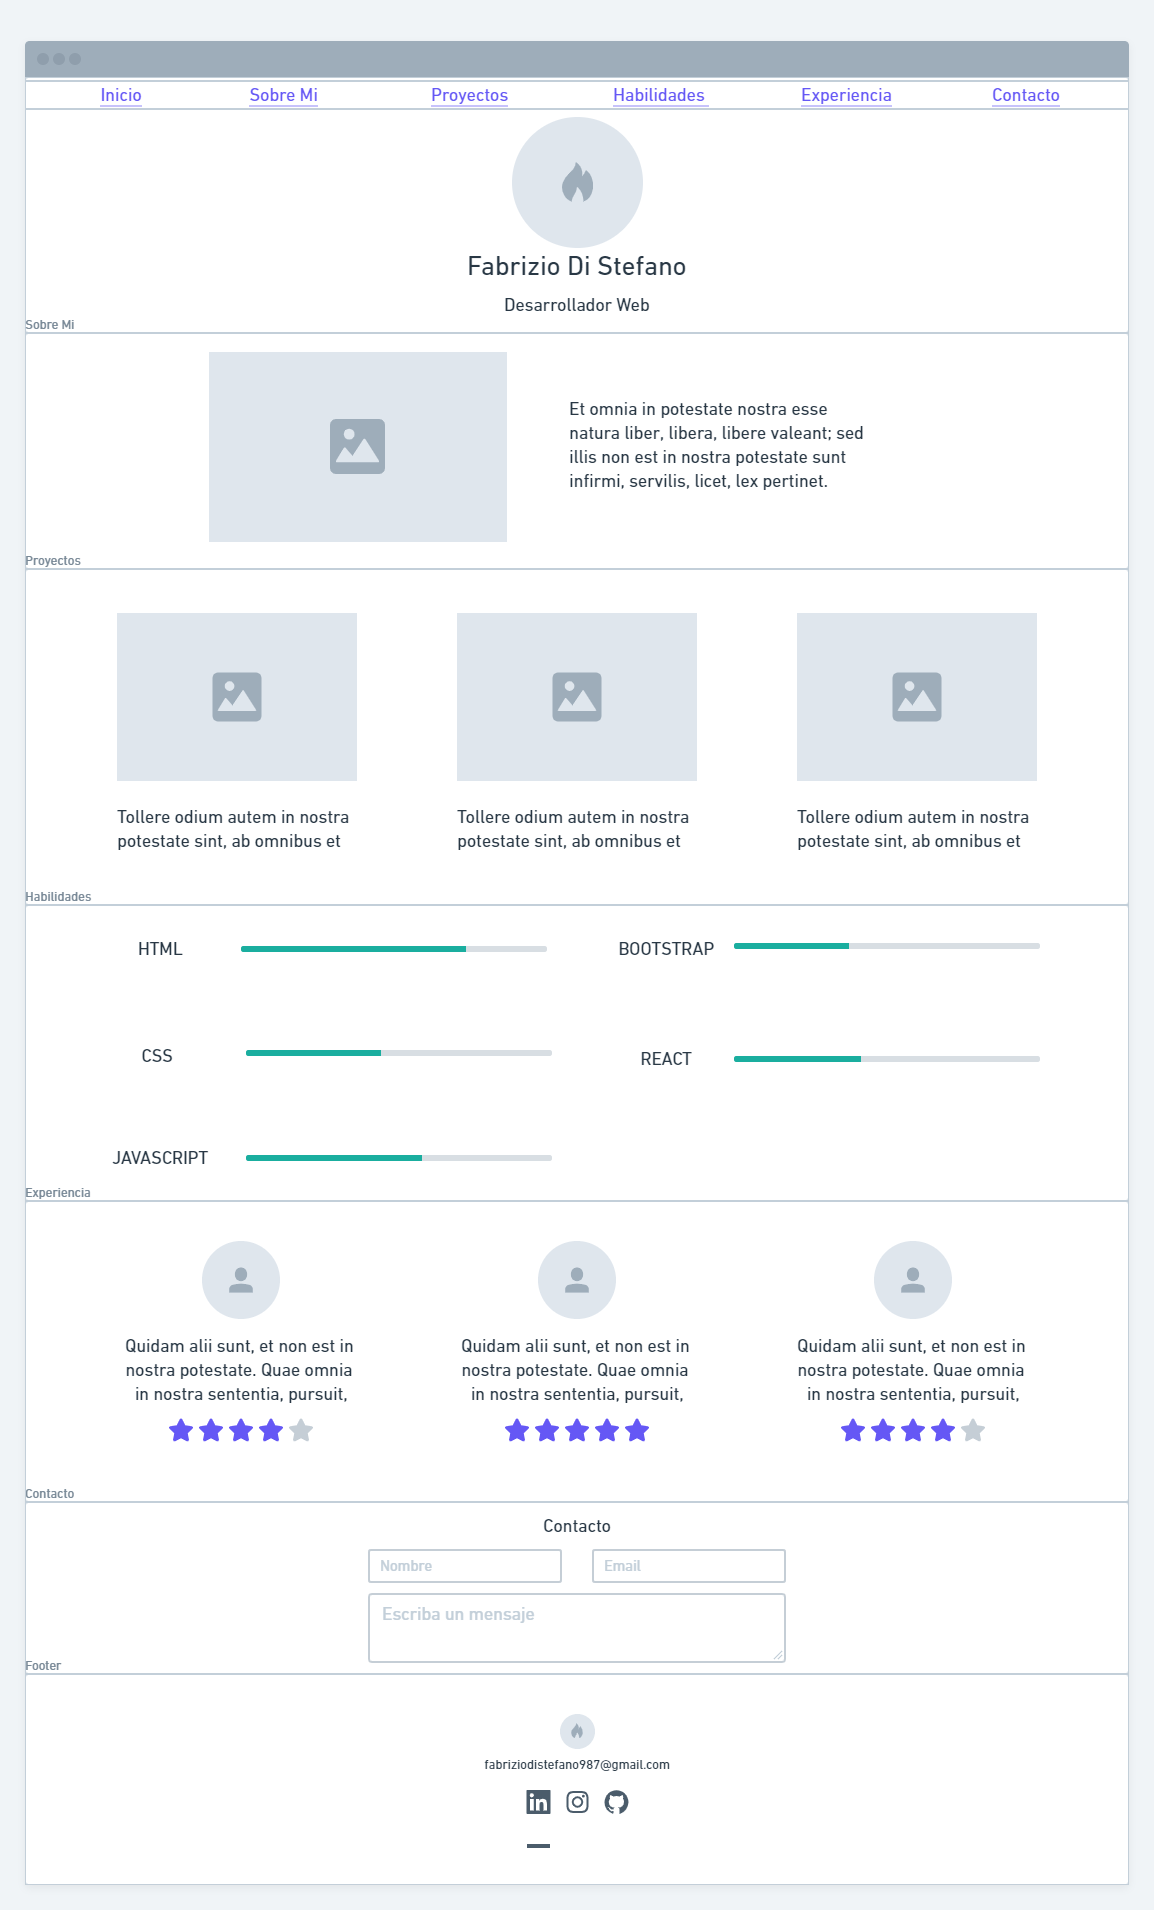 Inicio
Sobre Mi
Proyectos
Habilidades
Experiencia
Contacto
Fabrizio Di Stefano
Desarrollador Web
Sobre Mi
Et omnia in potestate nostra esse
natura liber, libera, libere valeant; sed
illis non est in nostra potestate sunt
infirmi, servilis, licet, lex pertinet.
Proyectos
Tollere odium autem in nostra
potestate sint, ab omnibus et
Tollere odium autem in nostra
potestate sint, ab omnibus et
Tollere odium autem in nostra
potestate sint, ab omnibus et
Habilidades
HTML
BOOTSTRAP
CSS
REACT
JAVASCRIPT
Experiencia
Quidam alii sunt, et non est in
nostra potestate. Quae omnia
in nostra sententia, pursuit,
Quidam alii sunt, et non est in
nostra potestate. Quae omnia
in nostra sententia, pursuit,
Quidam alii sunt, et non est in
nostra potestate. Quae omnia
in nostra sententia, pursuit,
Contacto
Contacto
Nombre
Email
Escriba un mensaje
Footer
fabriziodistefano987@gmail.com